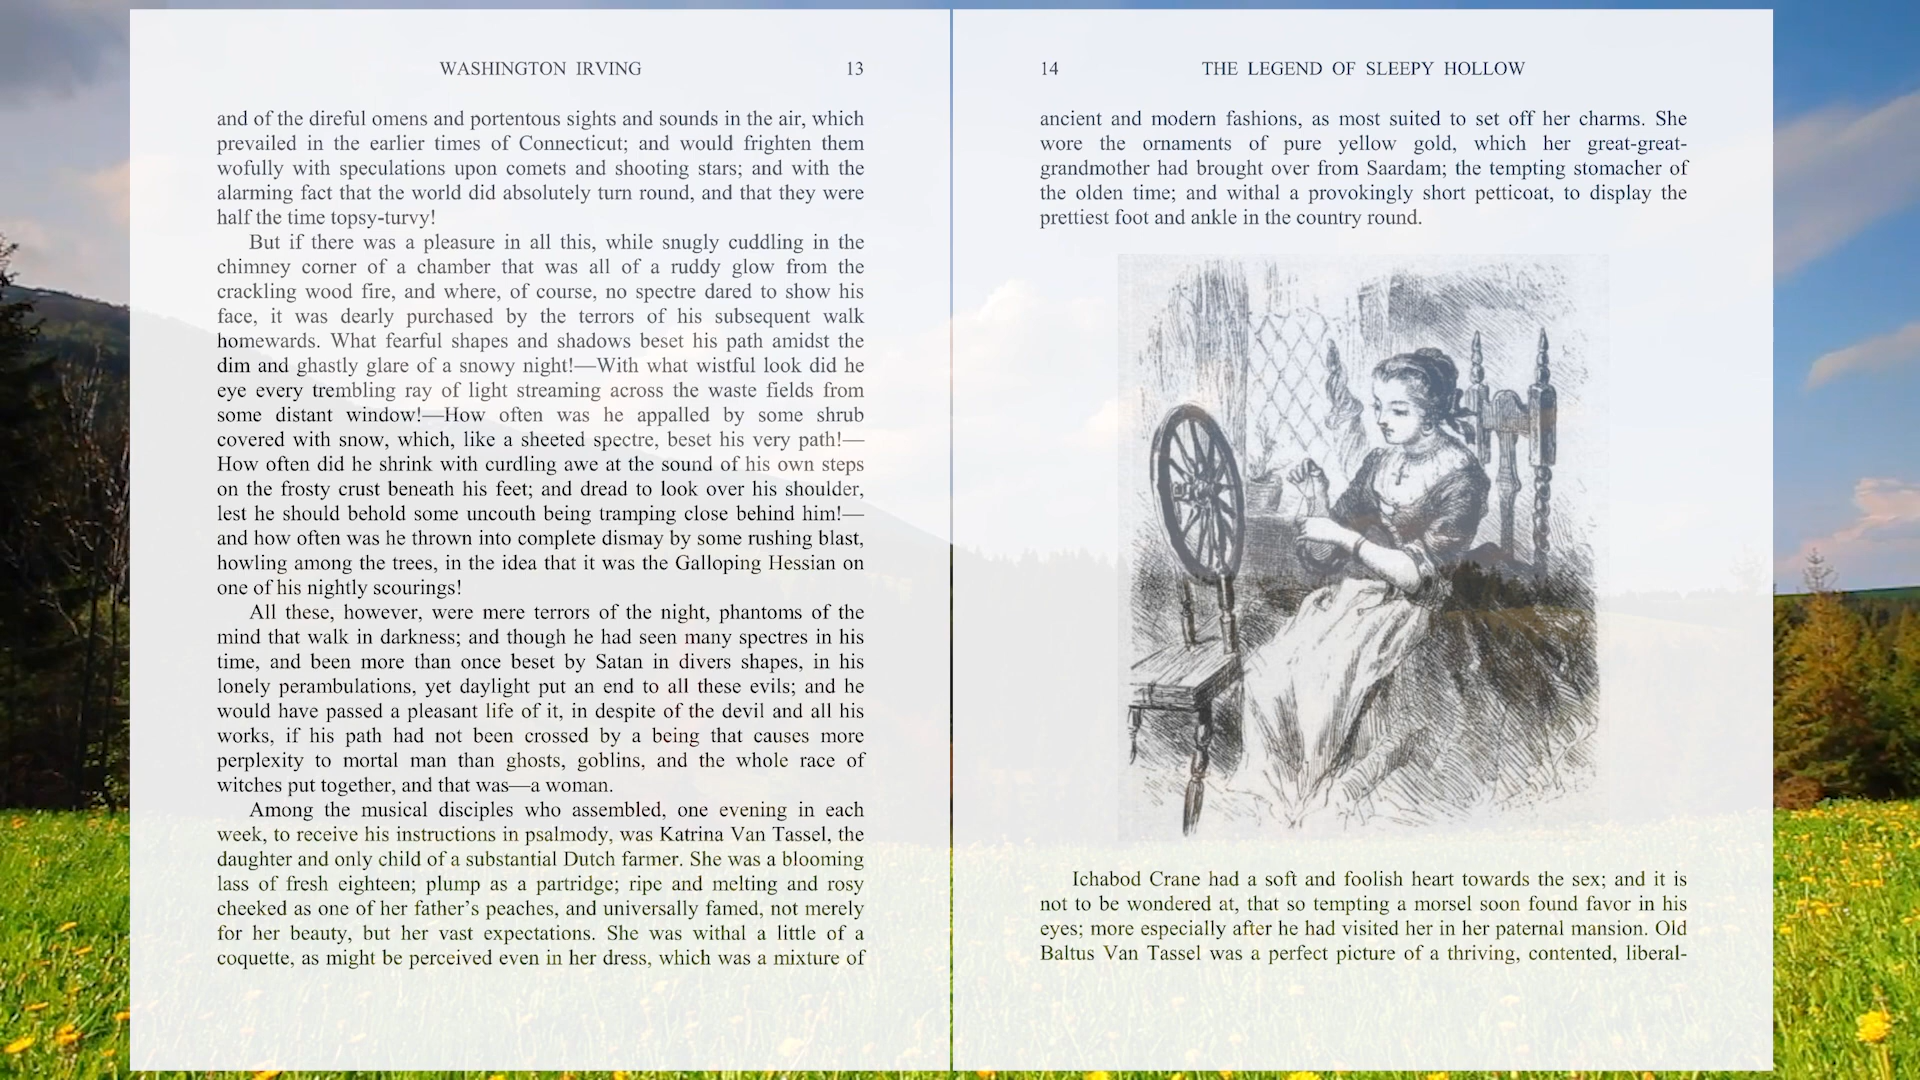 WASHINGTON IRVING 13
and of the direful omens and portentous sights and sounds in the air, which
prevailed in the earlier times of Connecticut; and would frighten them
wofully with speculations upon comets and shooting stars; and with the
alarming fact that the world did absolutely turn round, and that they were
half the time topsy-turvy!
But if there was a pleasure in all this, while snugly cuddling in the
chimney corner of a chamber that was all of a ruddy glow from the
crackling wood fire, and where, of course, no spectre dared to show his
face, it was dearly purchased by the terrors of his subsequent walk
homewards. What fearful shapes and shadows beset his path amidst the
dim and ghastly glare of a snowy night!—With what wistful look did he
eye every trembling ray of light streaming across the waste fields from
some distant window!—How often was he appalled by some shrub
covered with snow, which, like a sheeted spectre, beset his very path!—
How often did he shrink with curdling awe at the sound of his own steps
on the frosty crust beneath his feet; and dread to look over his shoulder,
lest he should behold some uncouth being tramping close behind him!—
and how often was he thrown into complete dismay by some rushing blast,
howling among the trees, in the idea that it was the Galloping Hessian on
one of his nightly scourings!
All these, however, were mere terrors of the night, phantoms of the
mind that walk in darkness; and though he had seen many spectres in his
time, and been more than once beset by Satan in divers shapes, in his
lonely perambulations, yet daylight put an end to all these evils; and he
would have passed a pleasant life of it, in despite of the devil and all his
works, if his path had not been crossed by a being that causes more
perplexity to mortal man than ghosts, goblins, and the whole race of
witches put together, and that was—a woman.
Among the musical disciples who assembled, one evening in each
week, to receive his instructions in psalmody, was Katrina Van Tassel, the
daughter and only child of a substantial Dutch farmer. She was a blooming
lass of fresh eighteen; plump as a partridge; ripe and melting and rosy
cheeked as one of her father's peaches, and universally famed, not merely
for her beauty, but her vast expectations. She was withal a little of a
coquette, as might be perceived even in her dress, which was a mixture of
14 THE LEGEND OF SLEEPY HOLLOW
ancient and modern fashions, as most suited to set off her charms. She
wore the ornaments of pure yellow gold, which her great-great-
grandmother had brought over from Saardam; the tempting stomacher of
the olden time; and withal a provokingly short petticoat, to display the
prettiest foot and ankle in the country round.
Ichabod Crane had a soft and foolish heart towards the sex; and it is
not to be wondered at, that so tempting a morsel soon found favor in his
eyes; more especially after he had visited her in her paternal mansion. Old
Baltus Van Tassel was a perfect picture of a thriving, contented, liberal-